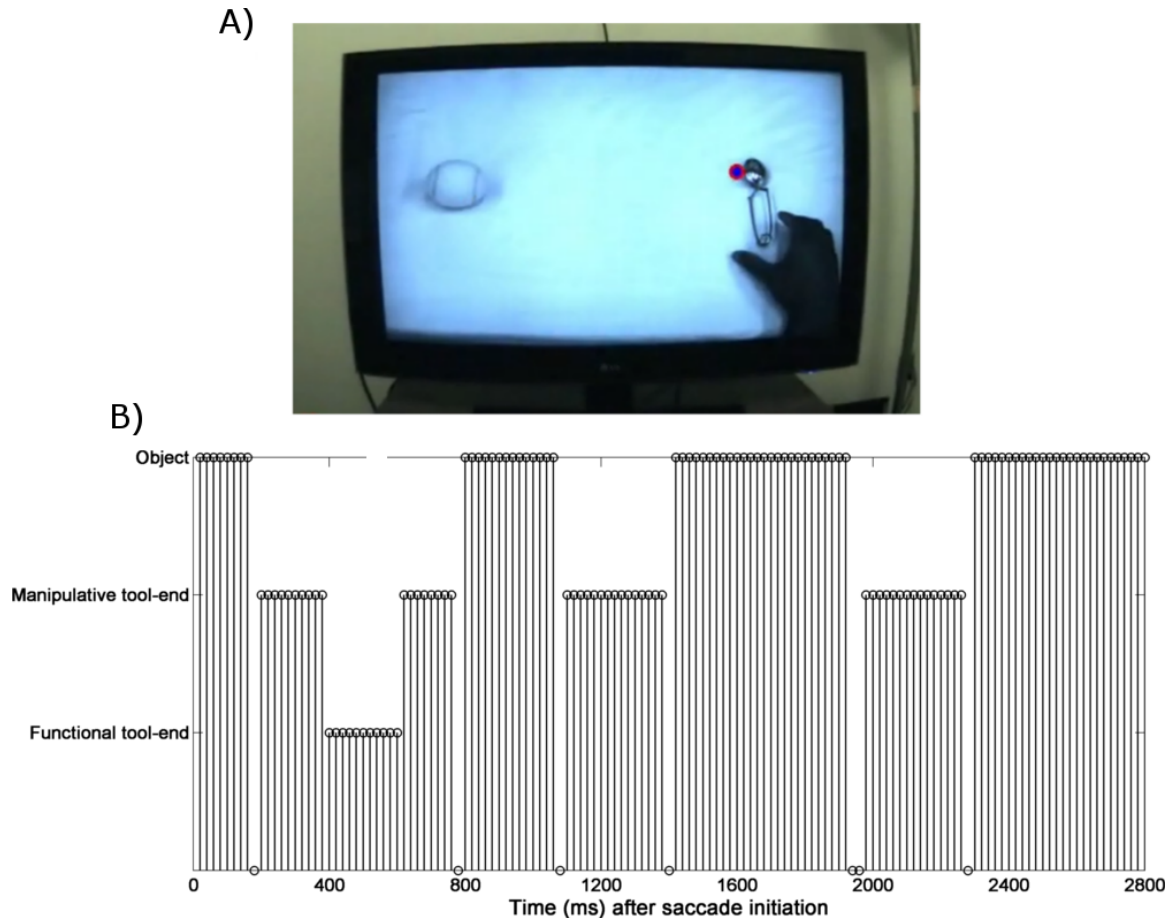 A)
B)
Object
Manipulative tool-end
Functional tool-end
0 400 800 1200 1600 2000 2400 2800
Time (ms) after saccade initiation